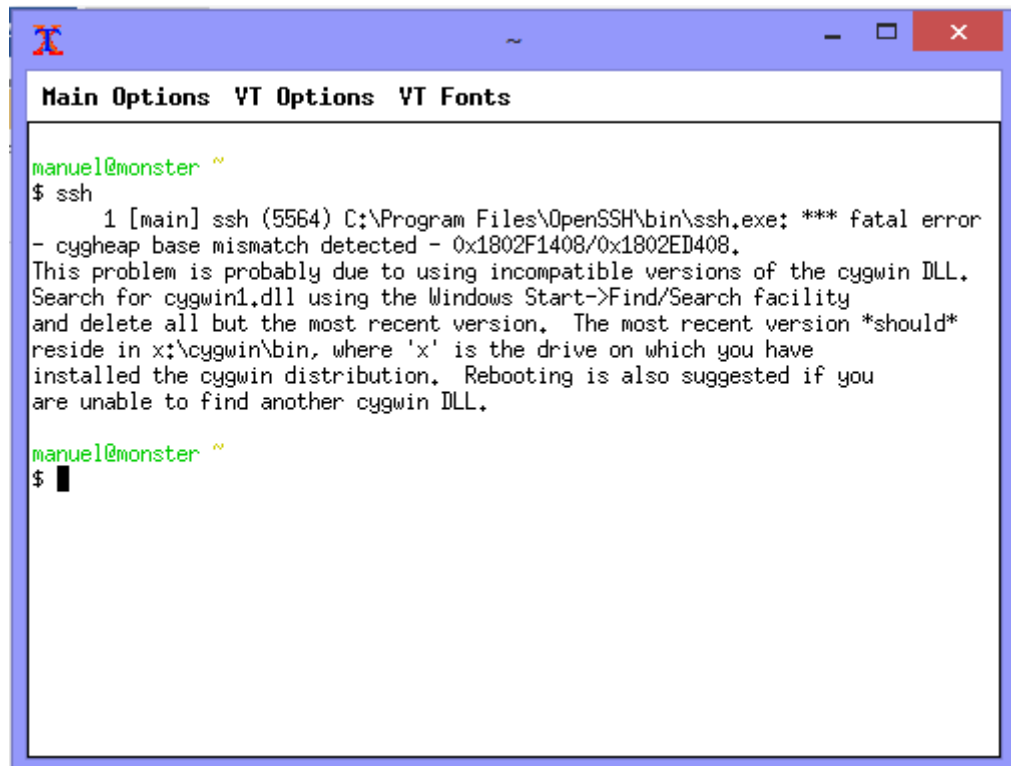 ~
Main Options VT Options VT Fonts
manuel@monster ~
$ ssh
1 [main] ssh (5564) C:\Program Files\OpenSSH\bin\ssh.exe: *** fatal error
- cygheap base mismatch detected - 0x1802F1408/0x1802ED408.
This problem is probably due to using incompatible versions of the cygwin DLL.
Search for cygwin1.dll using the Windows Start->Find/Search facility
and delete all but the most recent version.  The most recent version *should*
reside in x:\cygwin\bin, where 'x' is the drive on which you have
installed the cygwin distribution.  Rebooting is also suggested if you
are unable to find another cygwin DLL.
manuel@monster ~
$